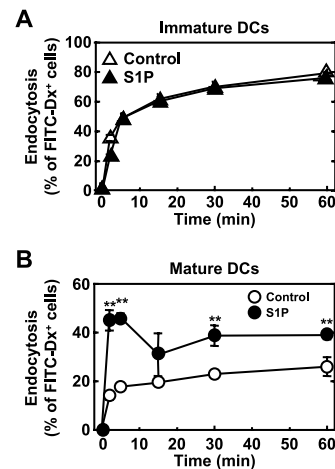 A
Immature DCs
Endocytosis
(% of FITC-Dx⁺ cells)
100
80
60
40
20
0
Control
S1P
0 10 20 30 40 50 60
Time (min)
B
Mature DCs
Endocytosis
(% of FITC-Dx⁺ cells)
60
40
20
0
** **
**
**
Control
S1P
0 10 20 30 40 50 60
Time (min)